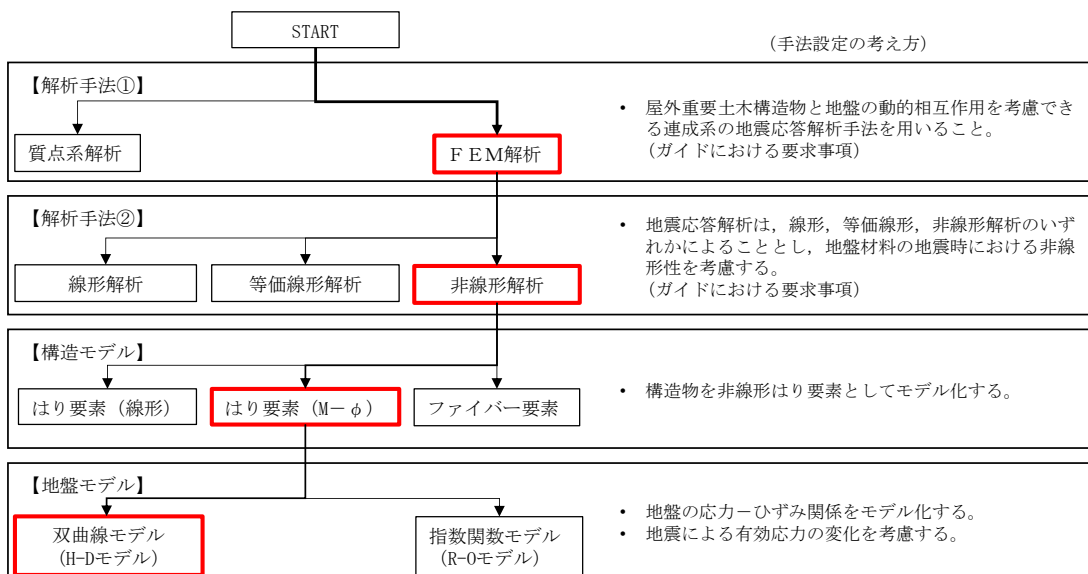 START
(手法設定の考え方)
【解析手法①】
質点系解析
ＦＥＭ解析
• 屋外重要土木構造物と地盤の動的相互作用を考慮でき
る連成系の地震応答解析手法を用いること。
(ガイドにおける要求事項)
【解析手法②】
線形解析
等価線形解析
非線形解析
• 地震応答解析は，線形，等価線形，非線形解析のいず
れかによることとし，地盤材料の地震時における非線
形性を考慮する。
(ガイドにおける要求事項)
【構造モデル】
はり要素（線形）
はり要素（M－φ）
ファイバー要素
• 構造物を非線形はり要素としてモデル化する。
【地盤モデル】
双曲線モデル
(H-Dモデル)
指数関数モデル
(R-Oモデル)
• 地盤の応力－ひずみ関係をモデル化する。
• 地震による有効応力の変化を考慮する。